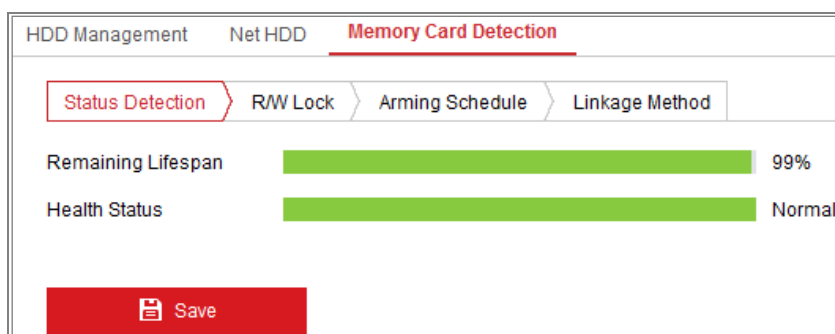 HDD Management Net HDD Memory Card Detection
Status Detection R/W Lock Arming Schedule Linkage Method
Remaining Lifespan 99%
Health Status Normal
Save